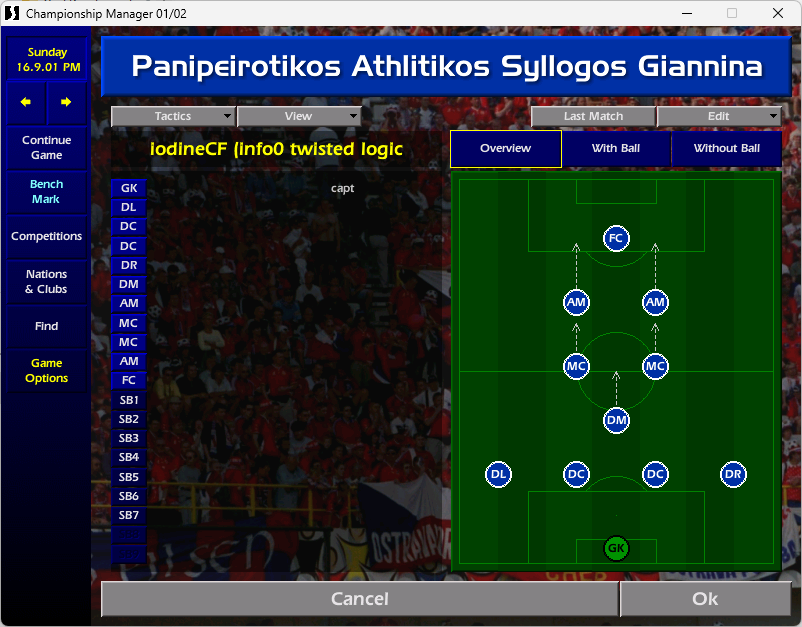 Championship Manager 01/02
Sunday
16.9.01 PM
Panipeirotikos Athlitikos Syllogos Giannina
Continue
Game
Bench
Mark
Competitions
Nations
& Clubs
Find
Game
Options
Tactics
View
Last Match
Edit
iodineCF (info0 twisted logic
Overview
With Ball
Without Ball
GK capt
DL
DC
DC
DR
DM
AM
MC
MC
AM
FC
SB1
SB2
SB3
SB4
SB5
SB6
SB7
FC
AM AM
MC MC
DM
DL DC DC DR
GK
Cancel
Ok